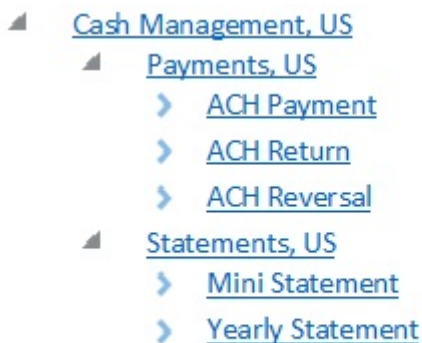 Cash Management, US
Payments, US
ACH Payment
ACH Return
ACH Reversal
Statements, US
Mini Statement
Yearly Statement